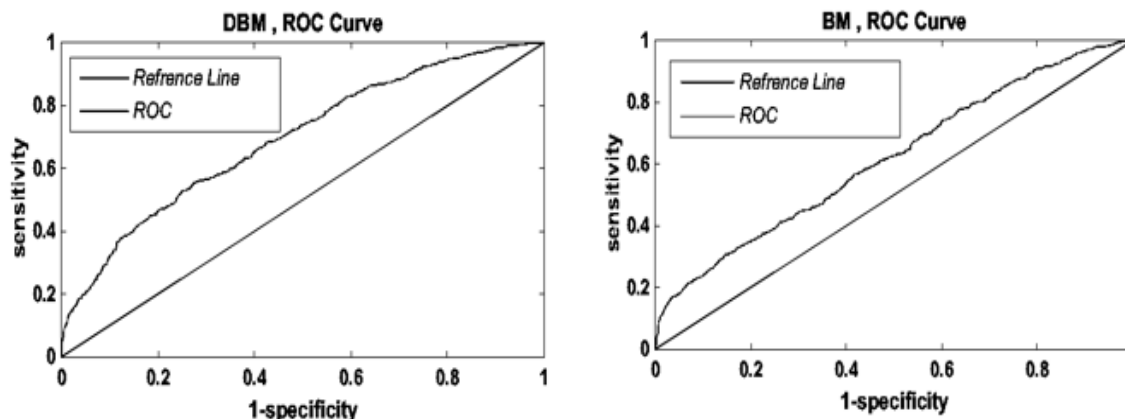 DBM , ROC Curve
1
0.8
0.6
0.4
0.2
0
sensitivity
Refrence Line
ROC
0 0.2 0.4 0.6 0.8 1
1-specificity
BM , ROC Curve
1
0.8
0.6
0.4
0.2
0
sensitivity
Refrence Line
ROC
0 0.2 0.4 0.6 0.8
1-specificity